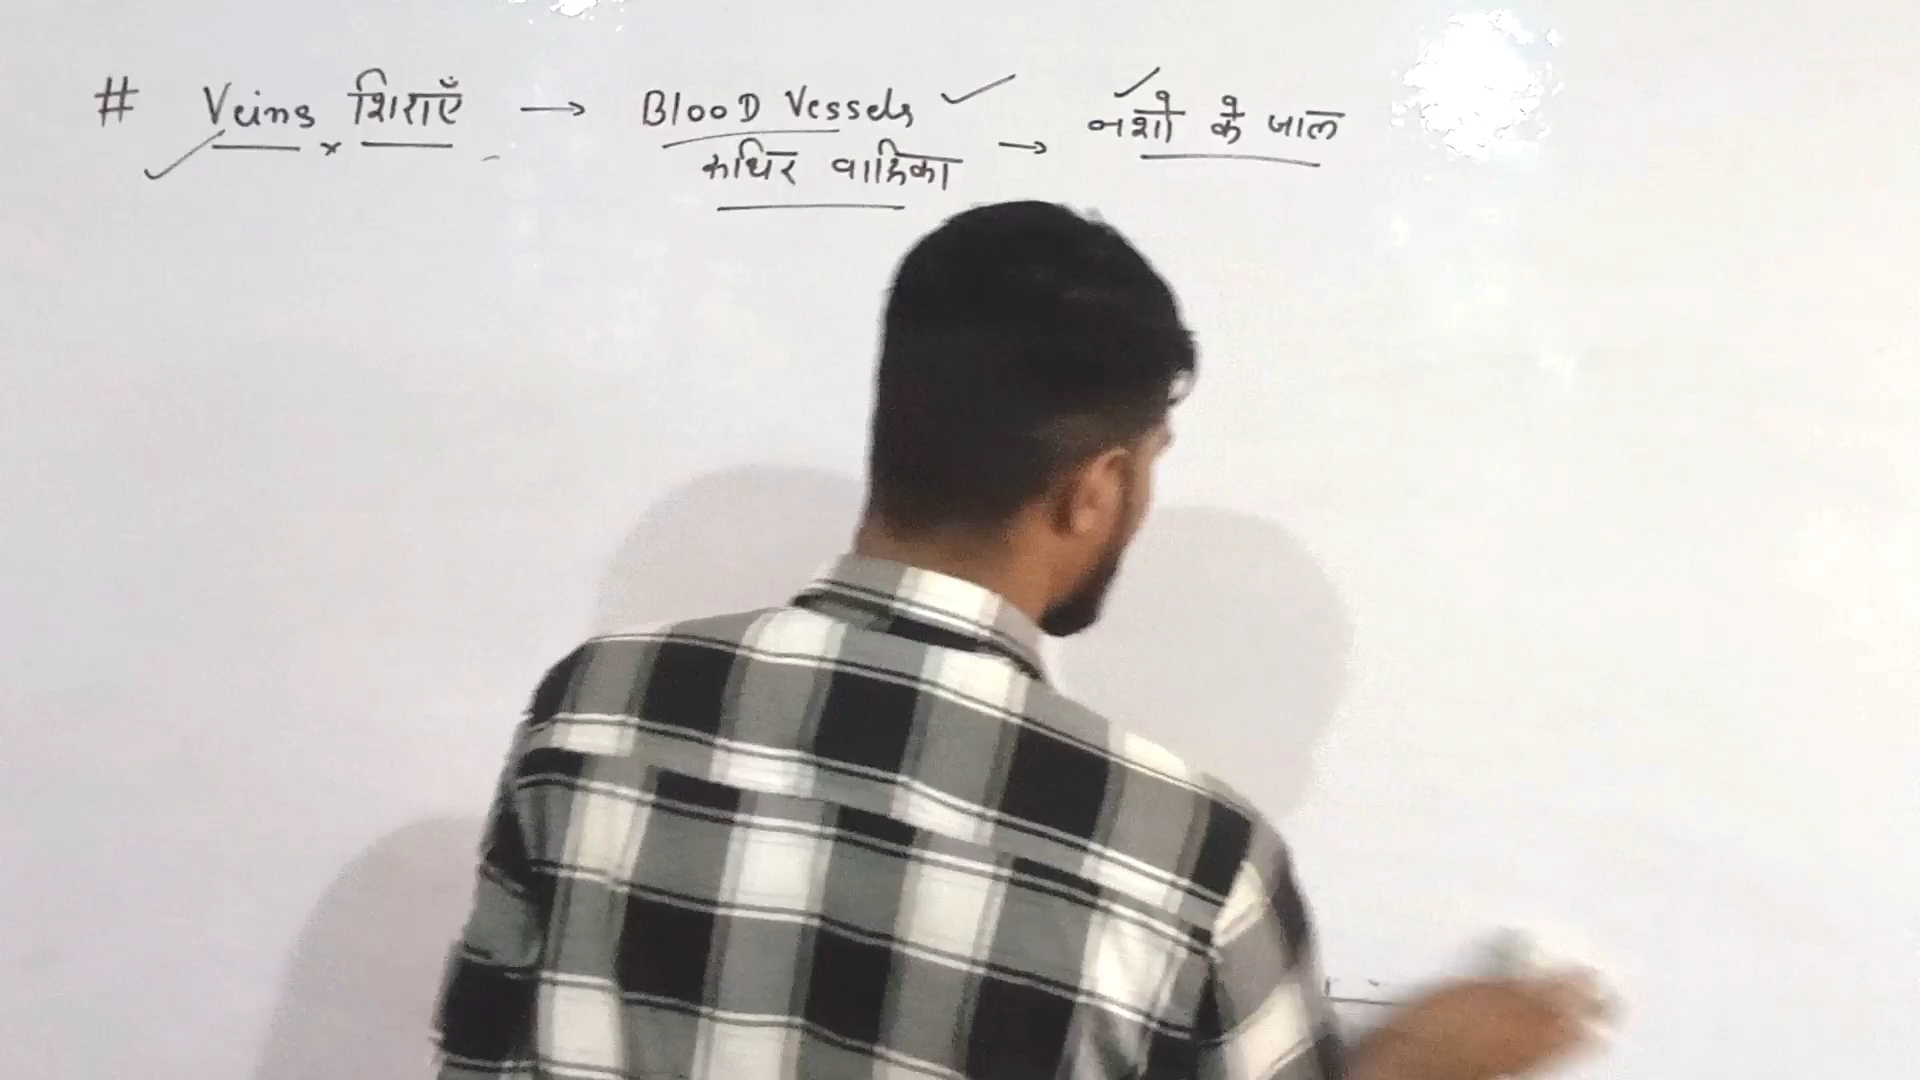 # Veins शिराएँ → BlooD Vessels → नशो के जाल
रूधिर वाहिका